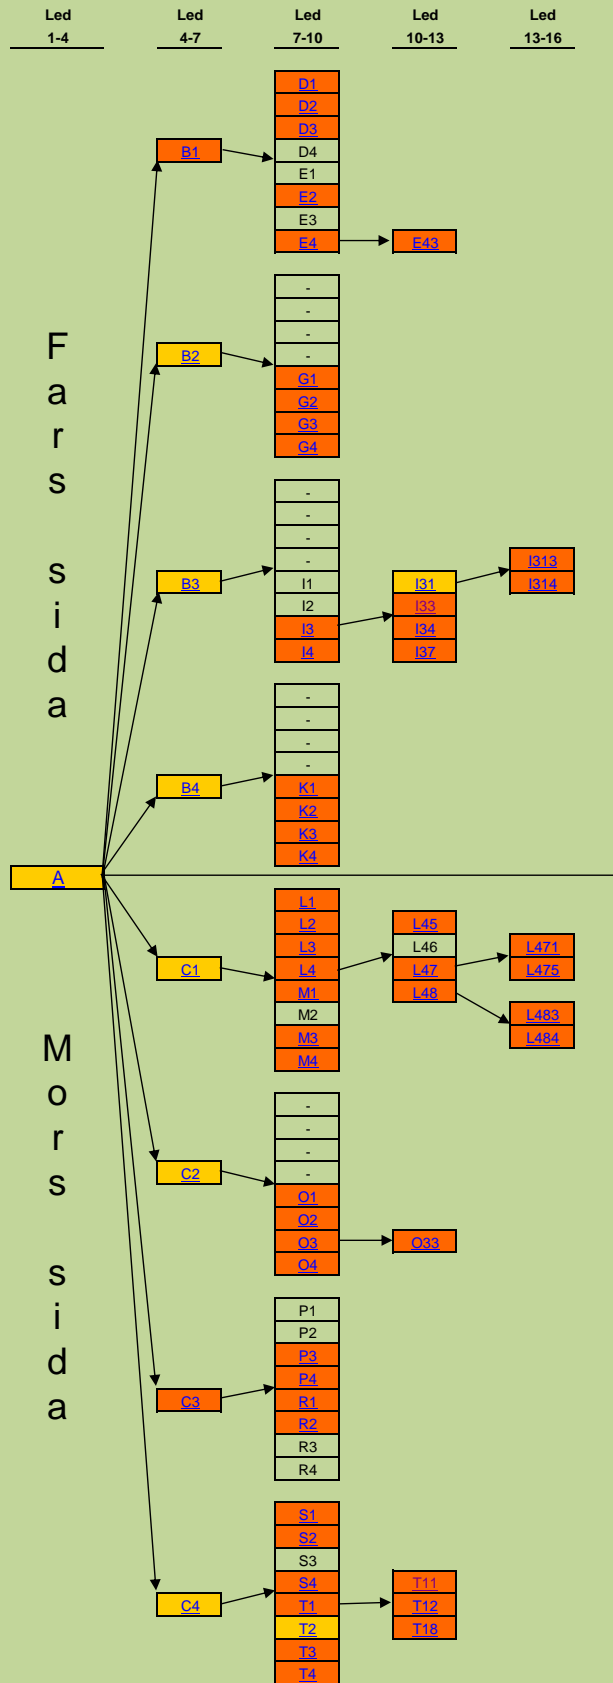 Led Led Led Led Led
1-4 4-7 7-10 10-13 13-16
D1
D2
D3
B1 D4
E1
E2
E3
E4 E43
-
-
-
B2 -
G1
G2
G3
G4
-
-
-
- I313
B3 I1 I31 I314
I2 I33
I3 I34
I4 I37
-
-
-
-
B4 K1
K2
K3
K4
Fars sida
A
L1
L2 L45
L3 L46 L471
C1 L4 L47 L475
M1 L48
M2 L483
M3 L484
M4
-
-
-
C2 -
O1
O2
O3 O33
O4
P1
P2
P3
P4
C3 R1
R2
R3
R4
S1
S2
S3
S4 T11
C4 T1 T12
T2 T18
T3
T4
Mors sida